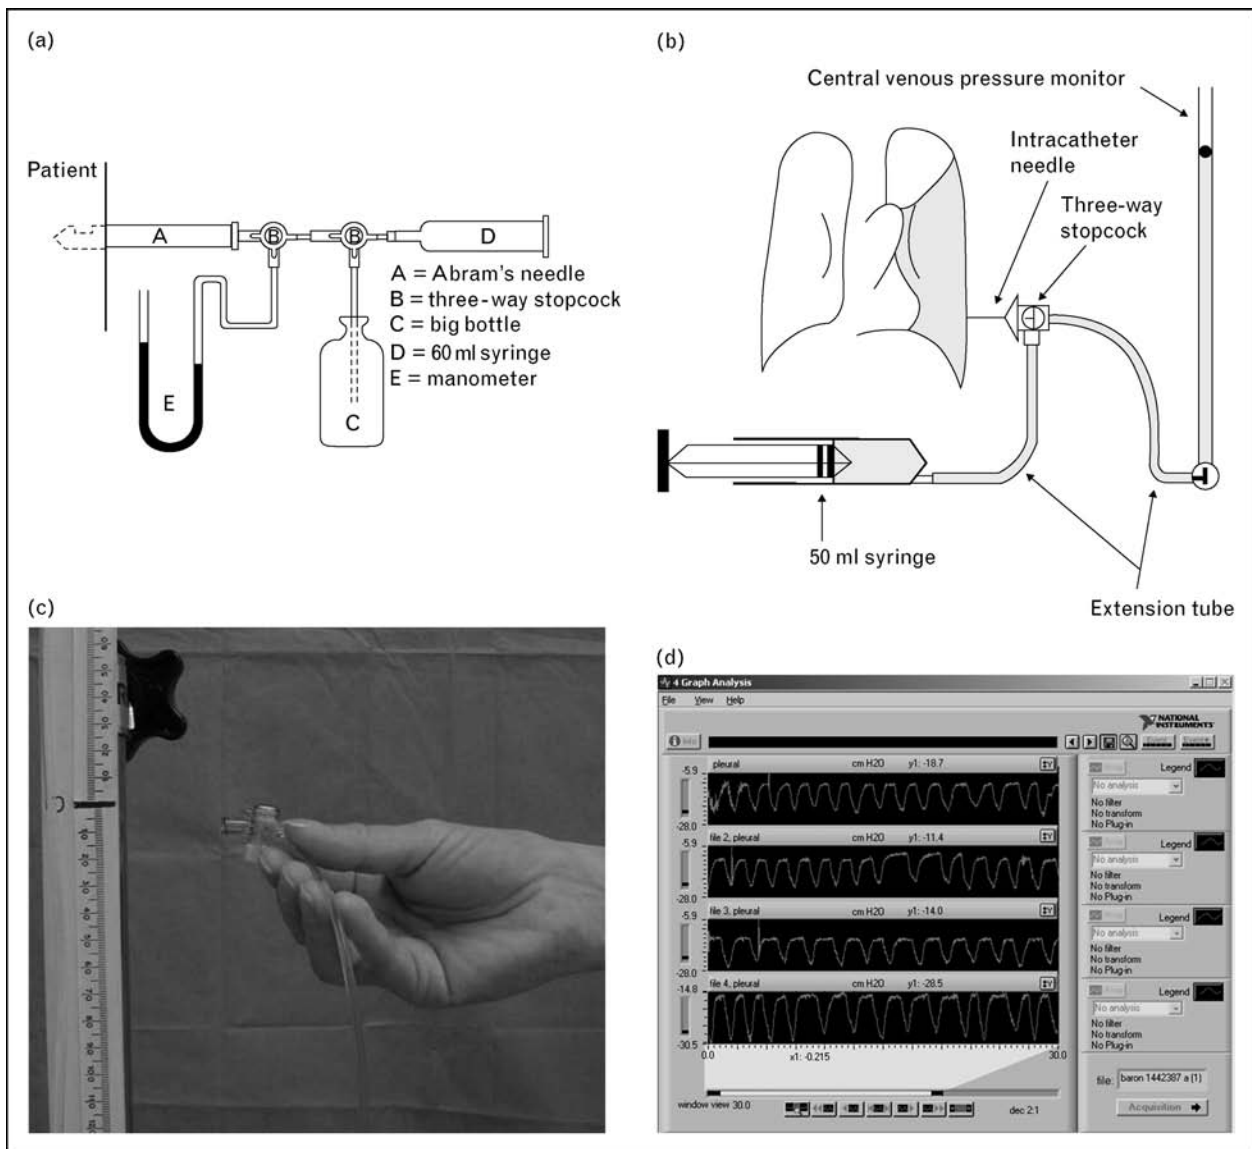 (a)
Patient
A
B
B
D
E
C
A = Abram's needle
B = three-way stopcock
C = big bottle
D = 60 ml syringe
E = manometer
(b)
Central venous pressure monitor
Intracatheter
needle
Three-way
stopcock
50 ml syringe
Extension tube
(c)
(d)
4 Graph Analysis
File View Help
NATIONAL
INSTRUMENTS
Info
pleural cm H2O y1: -18.7
-5.9
-28.0
file 2, pleural cm H2O y1: -11.4
-28.0
file 3, pleural cm H2O y1: -14.0
-5.9
-28.0
file 4, pleural cm H2O y1: -28.5
-14.8
-30.5
0.0 x1: -0.215 30.0
window view 30.0 dec 2:1
Legend
No analysis
No filter
No transform
No Plug-in
No analysis
No filter
No transform
No Plug-in
No analysis
No filter
No transform
No Plug-in
Legend
No analysis
No filter
No transform
No Plug-in
file: baron 1442387 a (1)
Acquisition